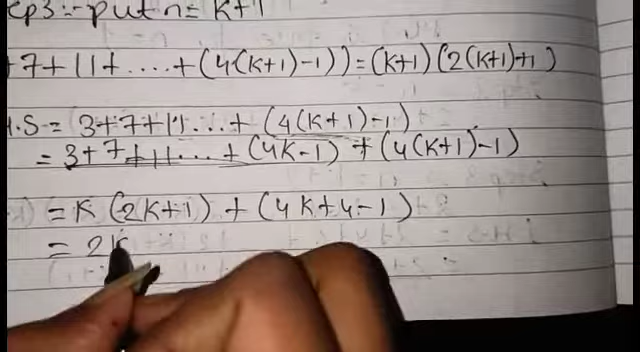 ep3:- put n = k+1
+7+11+....+(4(k+1)-1)) = (k+1) (2(k+1)+1)
H.S = 3+7+11...+ (4(k+1)-1)
= 3+7+11...+(4k-1) + (4(k+1)-1)
= k (2k+1) + (4k+4-1)
= 2k